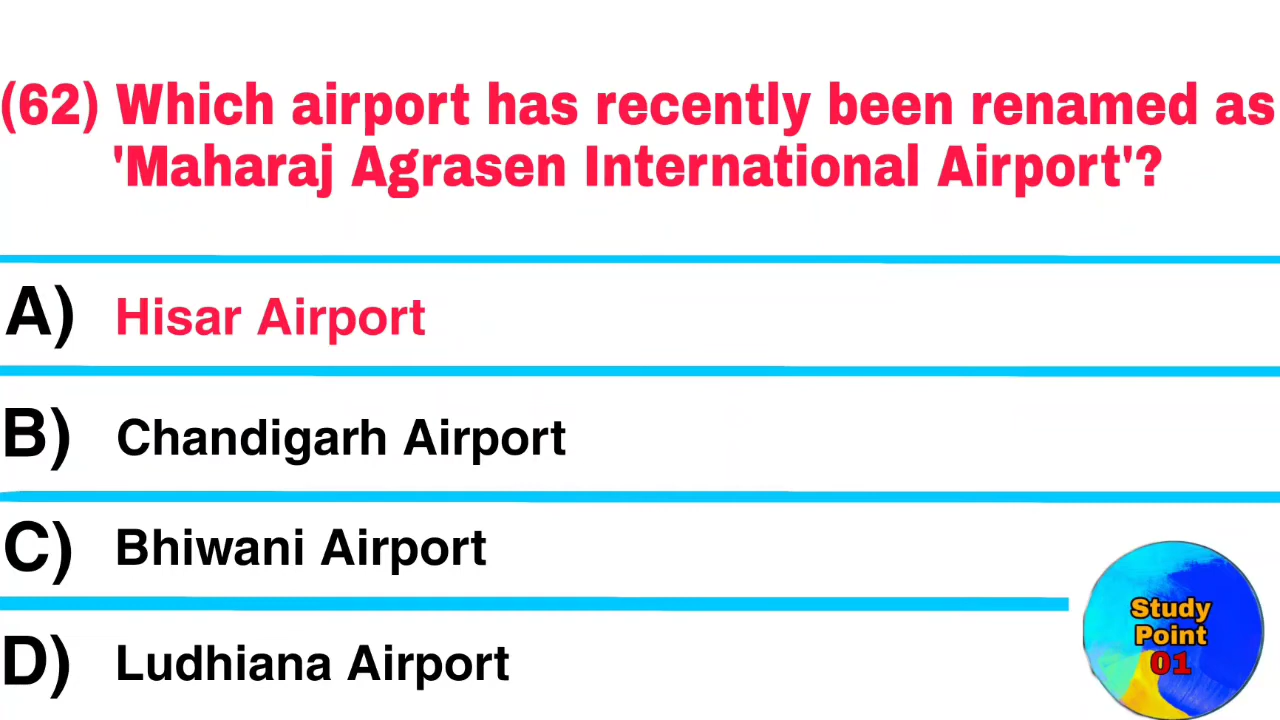 (62) Which airport has recently been renamed as
'Maharaj Agrasen International Airport'?
A) Hisar Airport
B) Chandigarh Airport
C) Bhiwani Airport
D) Ludhiana Airport
Study
Point
01